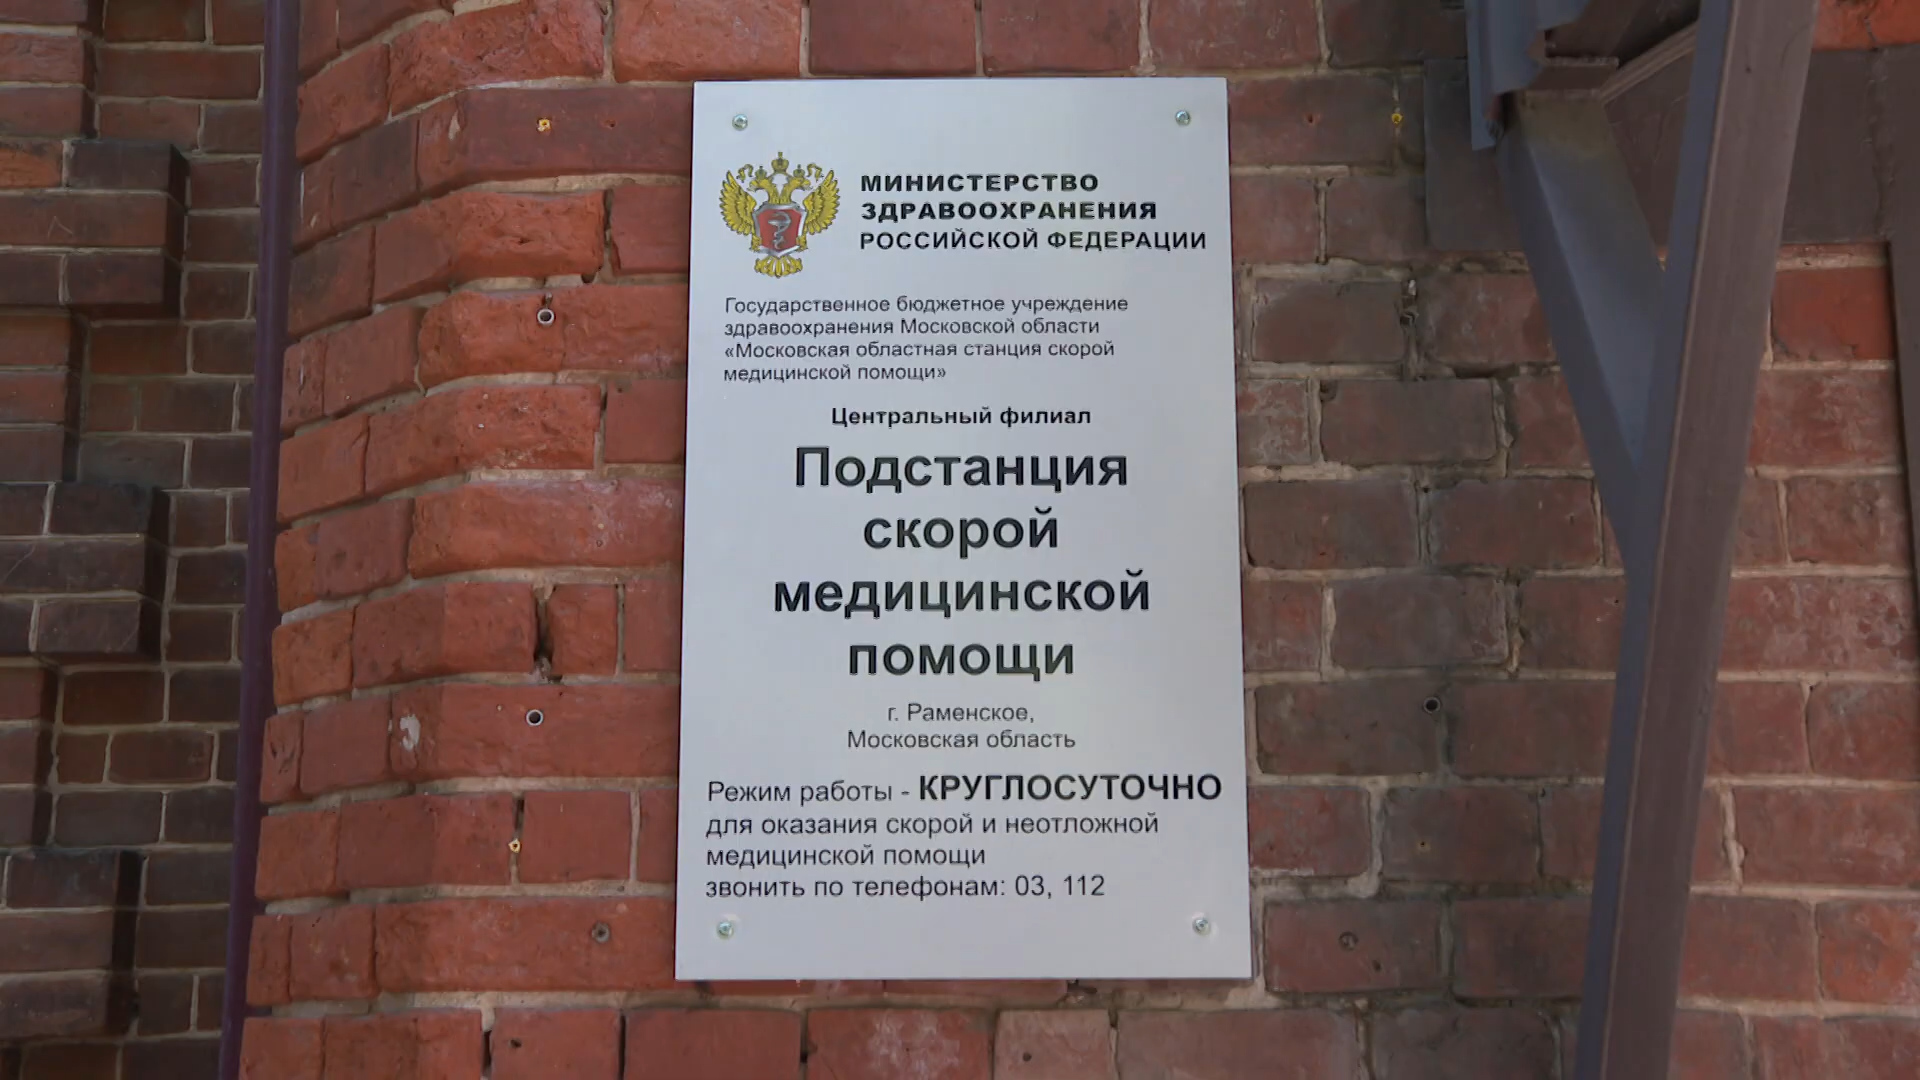 МИНИСТЕРСТВО
ЗДРАВООХРАНЕНИЯ
РОССИЙСКОЙ ФЕДЕРАЦИИ
Государственное бюджетное учреждение
здравоохранения Московской области
«Московская областная станция скорой
медицинской помощи»
Центральный филиал
Подстанция
скорой
медицинской
помощи
г. Раменское,
Московская область
Режим работы - КРУГЛОСУТОЧНО
для оказания скорой и неотложной
медицинской помощи
звонить по телефонам: 03, 112